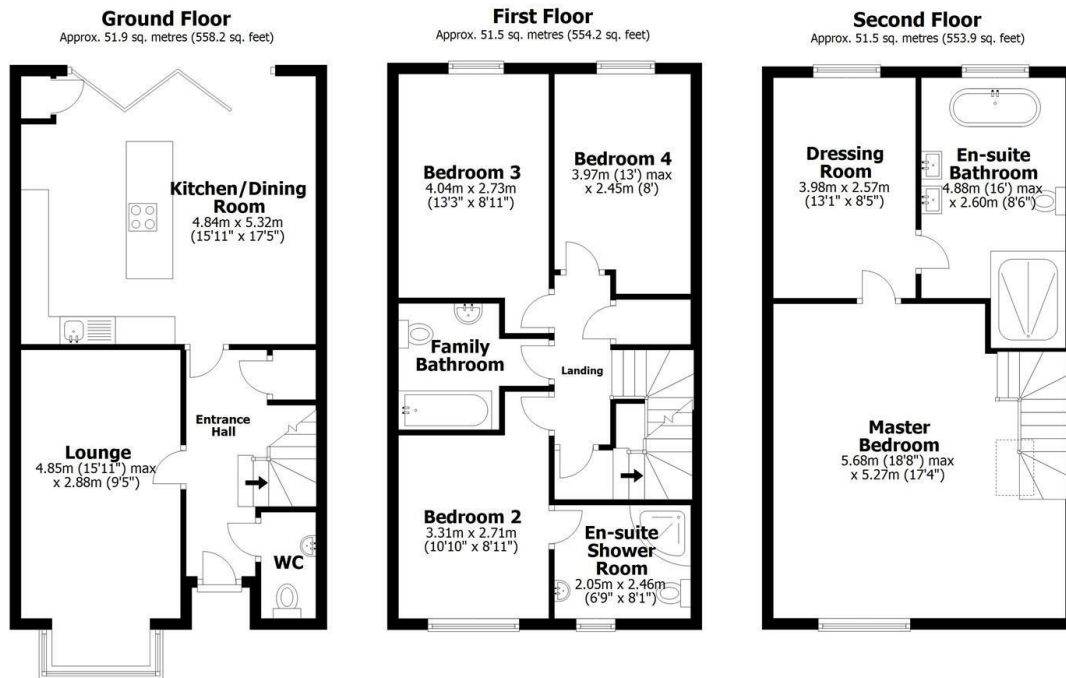 Ground Floor
Approx. 51.9 sq. metres (558.2 sq. feet)
Kitchen/Dining
Room
4.84m x 5.32m
(15'11" x 17'5")
Lounge
4.85m (15'11") max
x 2.88m (9'5")
Entrance
Hall
WC
First Floor
Approx. 51.5 sq. metres (554.2 sq. feet)
Bedroom 3
4.04m x 2.73m
(13'3" x 8'11")
Bedroom 4
3.97m (13') max
x 2.45m (8')
Family
Bathroom
Landing
Bedroom 2
3.31m x 2.71m
(10'10" x 8'11")
En-suite
Shower
Room
2.05m x 2.46m
(6'9" x 8'1")
Second Floor
Approx. 51.5 sq. metres (553.9 sq. feet)
Dressing
Room
3.98m x 2.57m
(13'1" x 8'5")
En-suite
Bathroom
4.88m (16') max
x 2.60m (8'6")
Master
Bedroom
5.68m (18'8") max
x 5.27m (17'4")